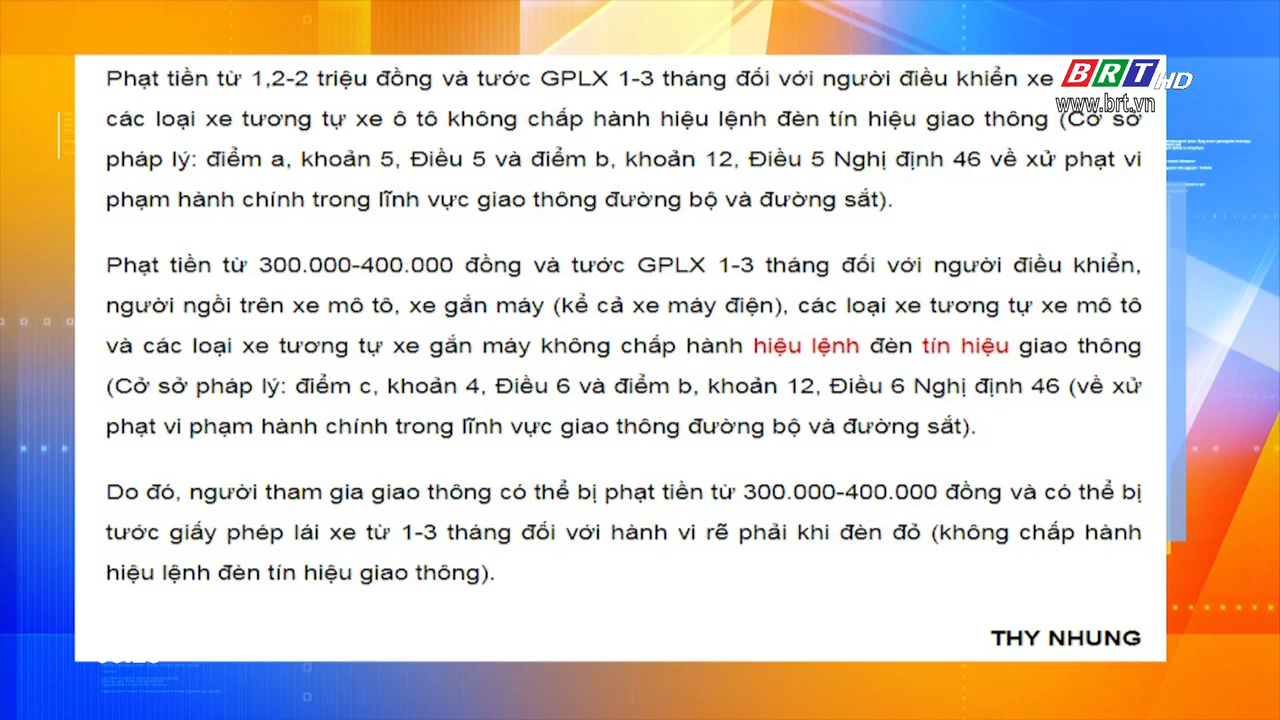 Phạt tiền từ 1,2-2 triệu đồng và tước GPLX 1-3 tháng đối với người điều khiển xe
BRT HD
www.brt.vn
các loại xe tương tự xe ô tô không chấp hành hiệu lệnh đèn tín hiệu giao thông (Cở sở
pháp lý: điểm a, khoản 5, Điều 5 và điểm b, khoản 12, Điều 5 Nghị định 46 về xử phạt vi
phạm hành chính trong lĩnh vực giao thông đường bộ và đường sắt).
Phạt tiền từ 300.000-400.000 đồng và tước GPLX 1-3 tháng đối với người điều khiển,
người ngồi trên xe mô tô, xe gắn máy (kể cả xe máy điện), các loại xe tương tự xe mô tô
và các loại xe tương tự xe gắn máy không chấp hành hiệu lệnh đèn tín hiệu giao thông
(Cở sở pháp lý: điểm c, khoản 4, Điều 6 và điểm b, khoản 12, Điều 6 Nghị định 46 (về xử
phạt vi phạm hành chính trong lĩnh vực giao thông đường bộ và đường sắt).
Do đó, người tham gia giao thông có thể bị phạt tiền từ 300.000-400.000 đồng và có thể bị
tước giấy phép lái xe từ 1-3 tháng đối với hành vi rẽ phải khi đèn đỏ (không chấp hành
hiệu lệnh đèn tín hiệu giao thông).
THY NHUNG